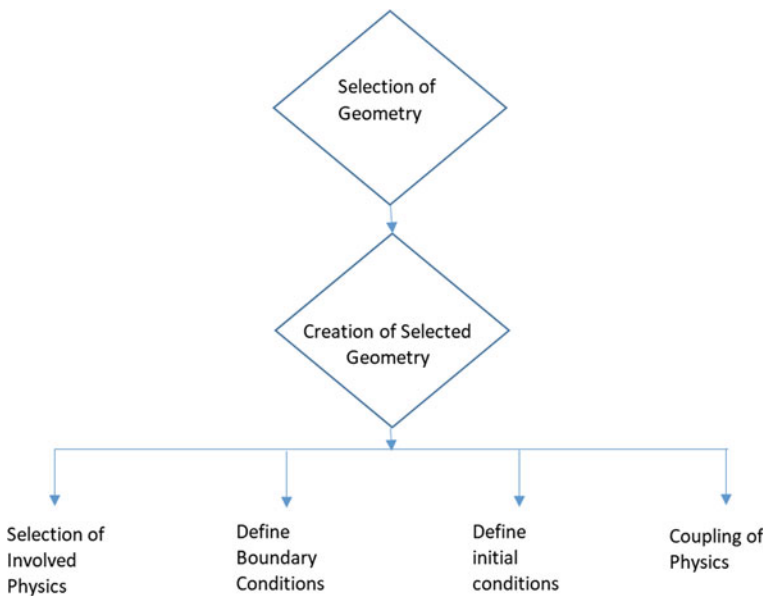 Selection of
Geometry
Creation of Selected
Geometry
Selection of
Involved
Physics
Define
Boundary
Conditions
Define
initial
conditions
Coupling of
Physics